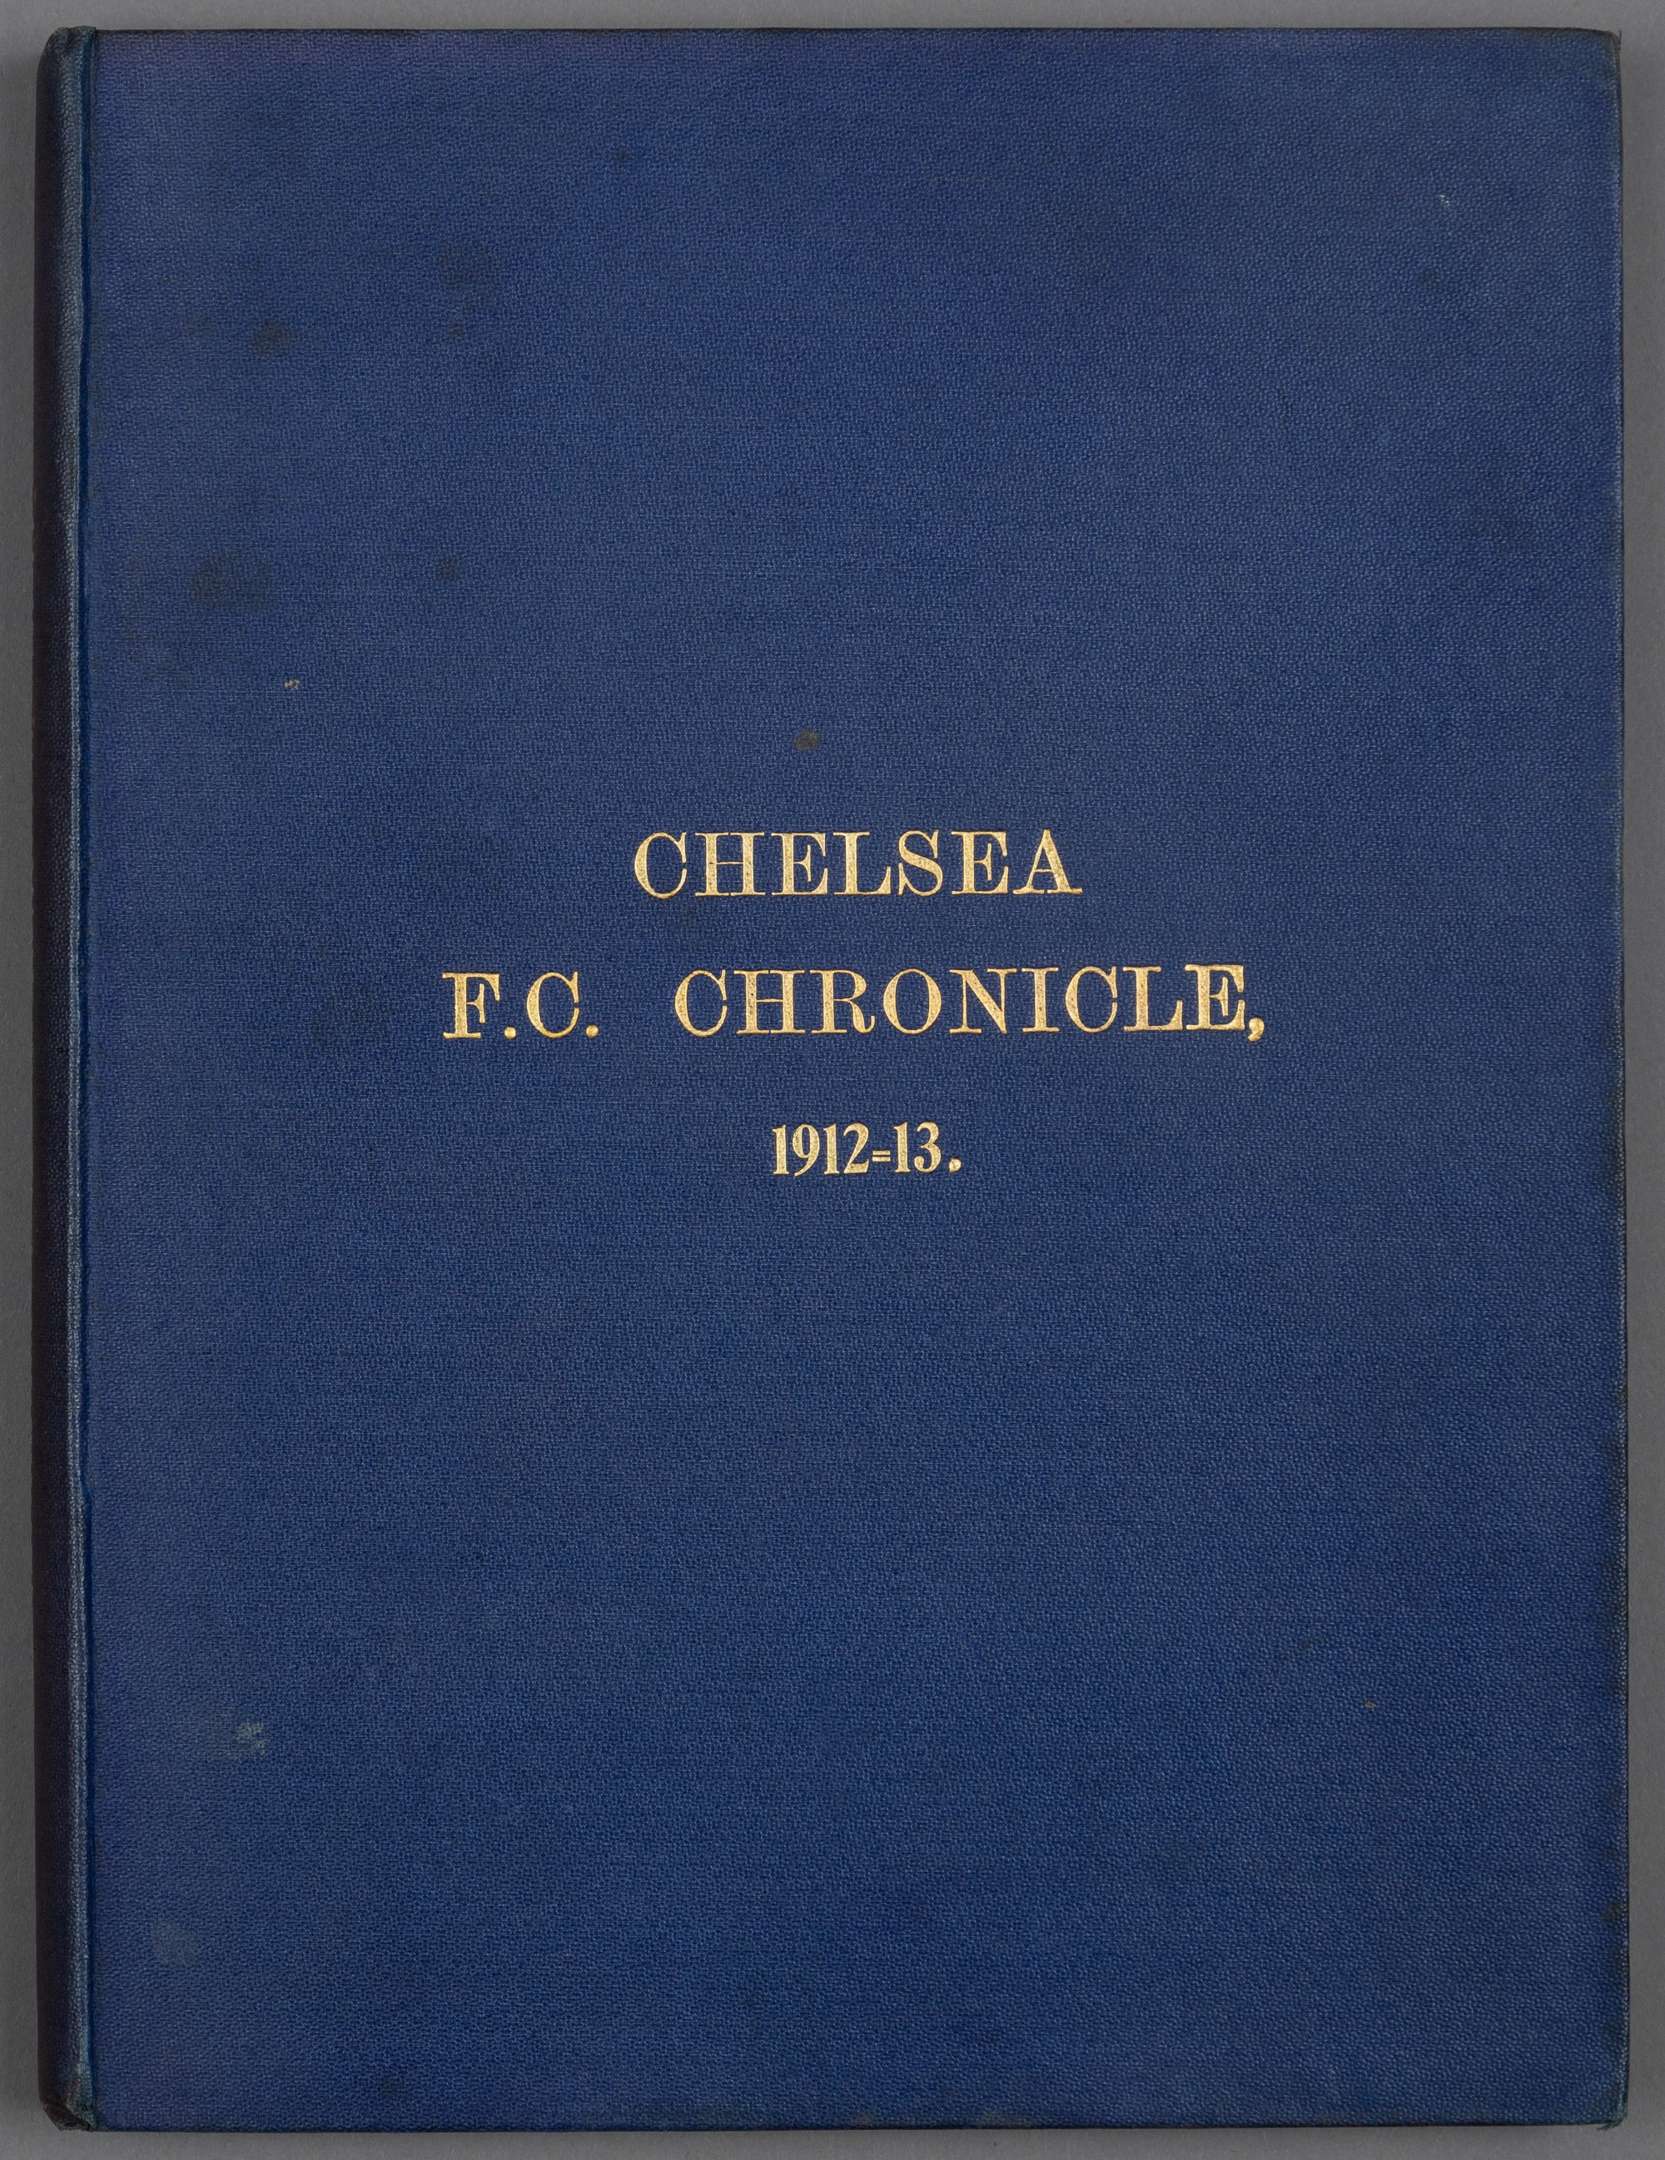 CHELSEA
F.C. CHRONICLE,
1912=13.